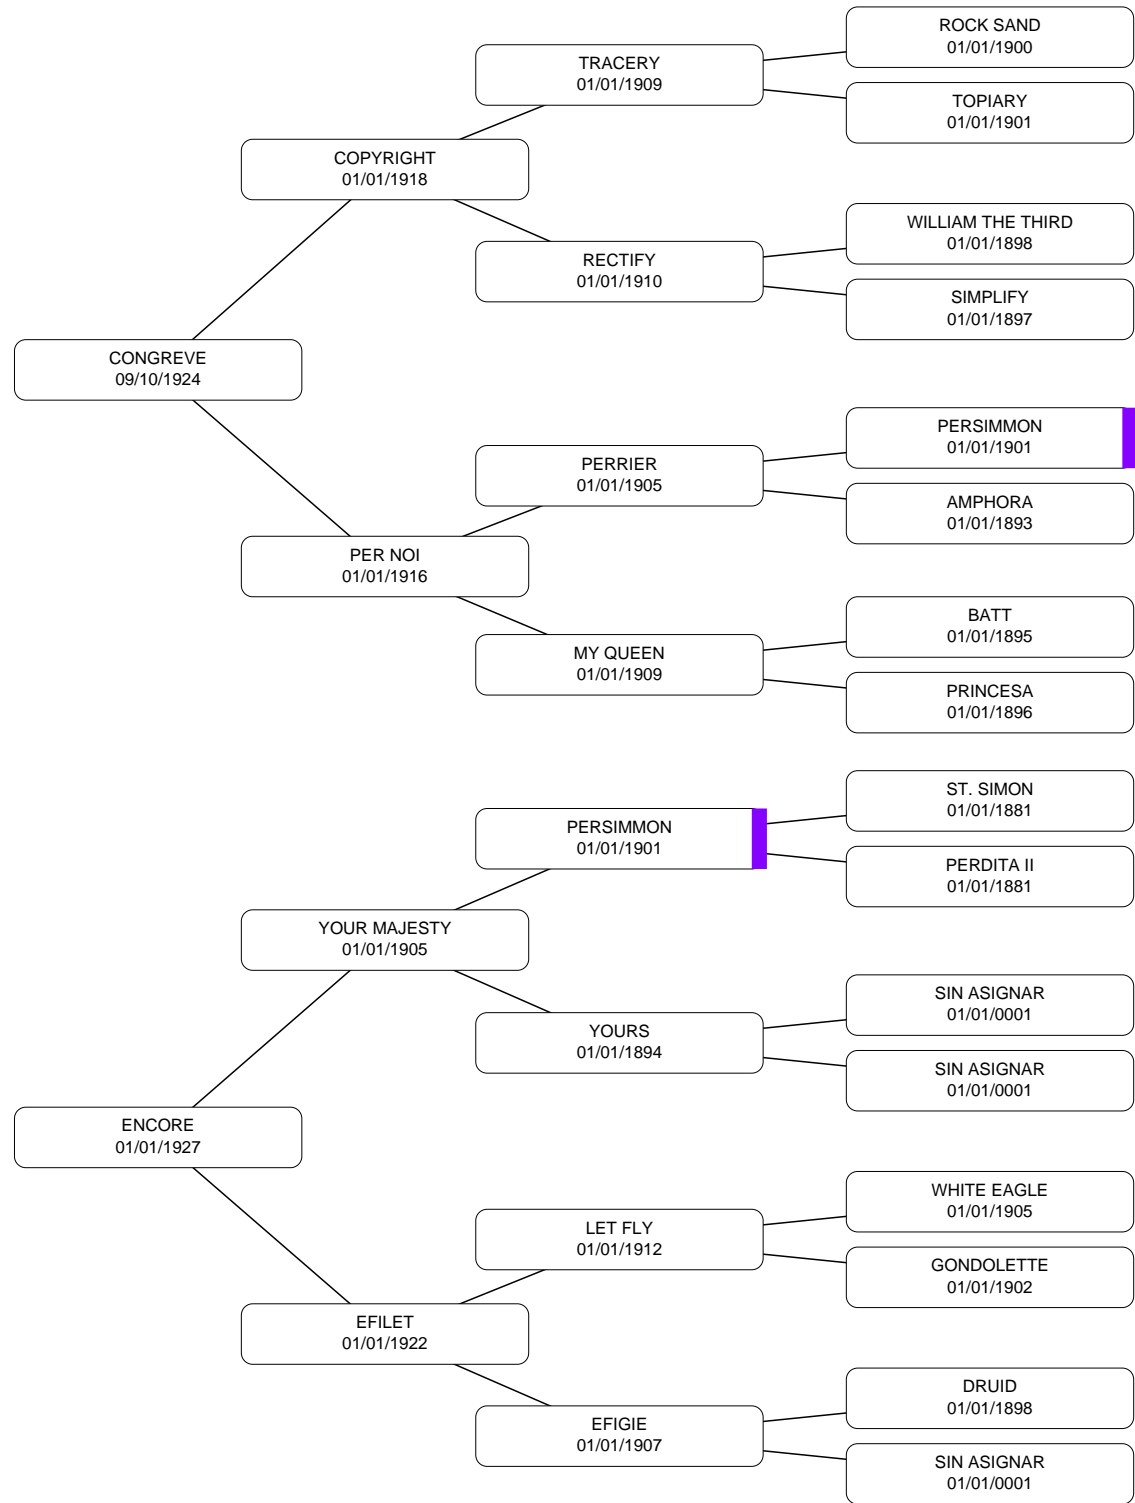 ROCK SAND
01/01/1900
TRACERY
01/01/1909
TOPIARY
01/01/1901
COPYRIGHT
01/01/1918
WILLIAM THE THIRD
01/01/1898
RECTIFY
01/01/1910
SIMPLIFY
01/01/1897
CONGREVE
09/10/1924
PERSIMMON
01/01/1901
PERRIER
01/01/1905
AMPHORA
01/01/1893
PER NOI
01/01/1916
BATT
01/01/1895
MY QUEEN
01/01/1909
PRINCESA
01/01/1896
ST. SIMON
01/01/1881
PERSIMMON
01/01/1901
PERDITA II
01/01/1881
YOUR MAJESTY
01/01/1905
SIN ASIGNAR
01/01/0001
YOURS
01/01/1894
SIN ASIGNAR
01/01/0001
ENCORE
01/01/1927
WHITE EAGLE
01/01/1905
LET FLY
01/01/1912
GONDOLETTE
01/01/1902
EFILET
01/01/1922
DRUID
01/01/1898
EFIGIE
01/01/1907
SIN ASIGNAR
01/01/0001